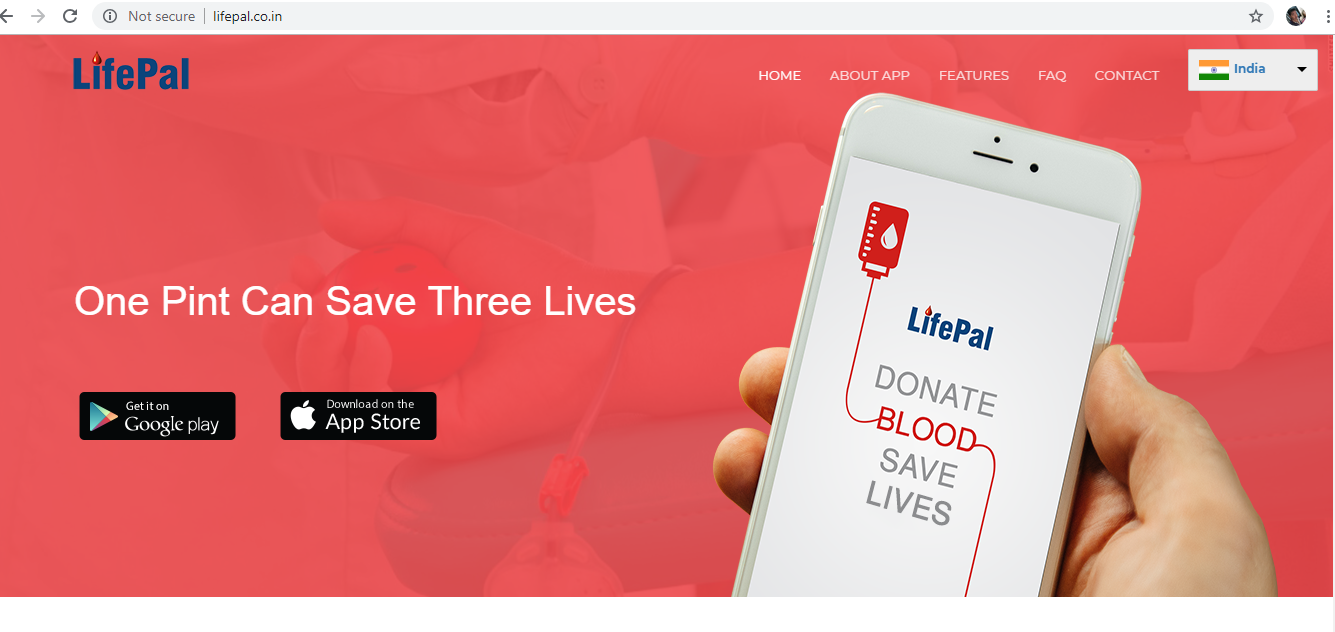 Not secure | lifepal.co.in
LifePal
HOME ABOUT APP FEATURES FAQ CONTACT
India
One Pint Can Save Three Lives
Get it on
Google play
Download on the
App Store
LifePal
DONATE
BLOOD
SAVE
LIVES